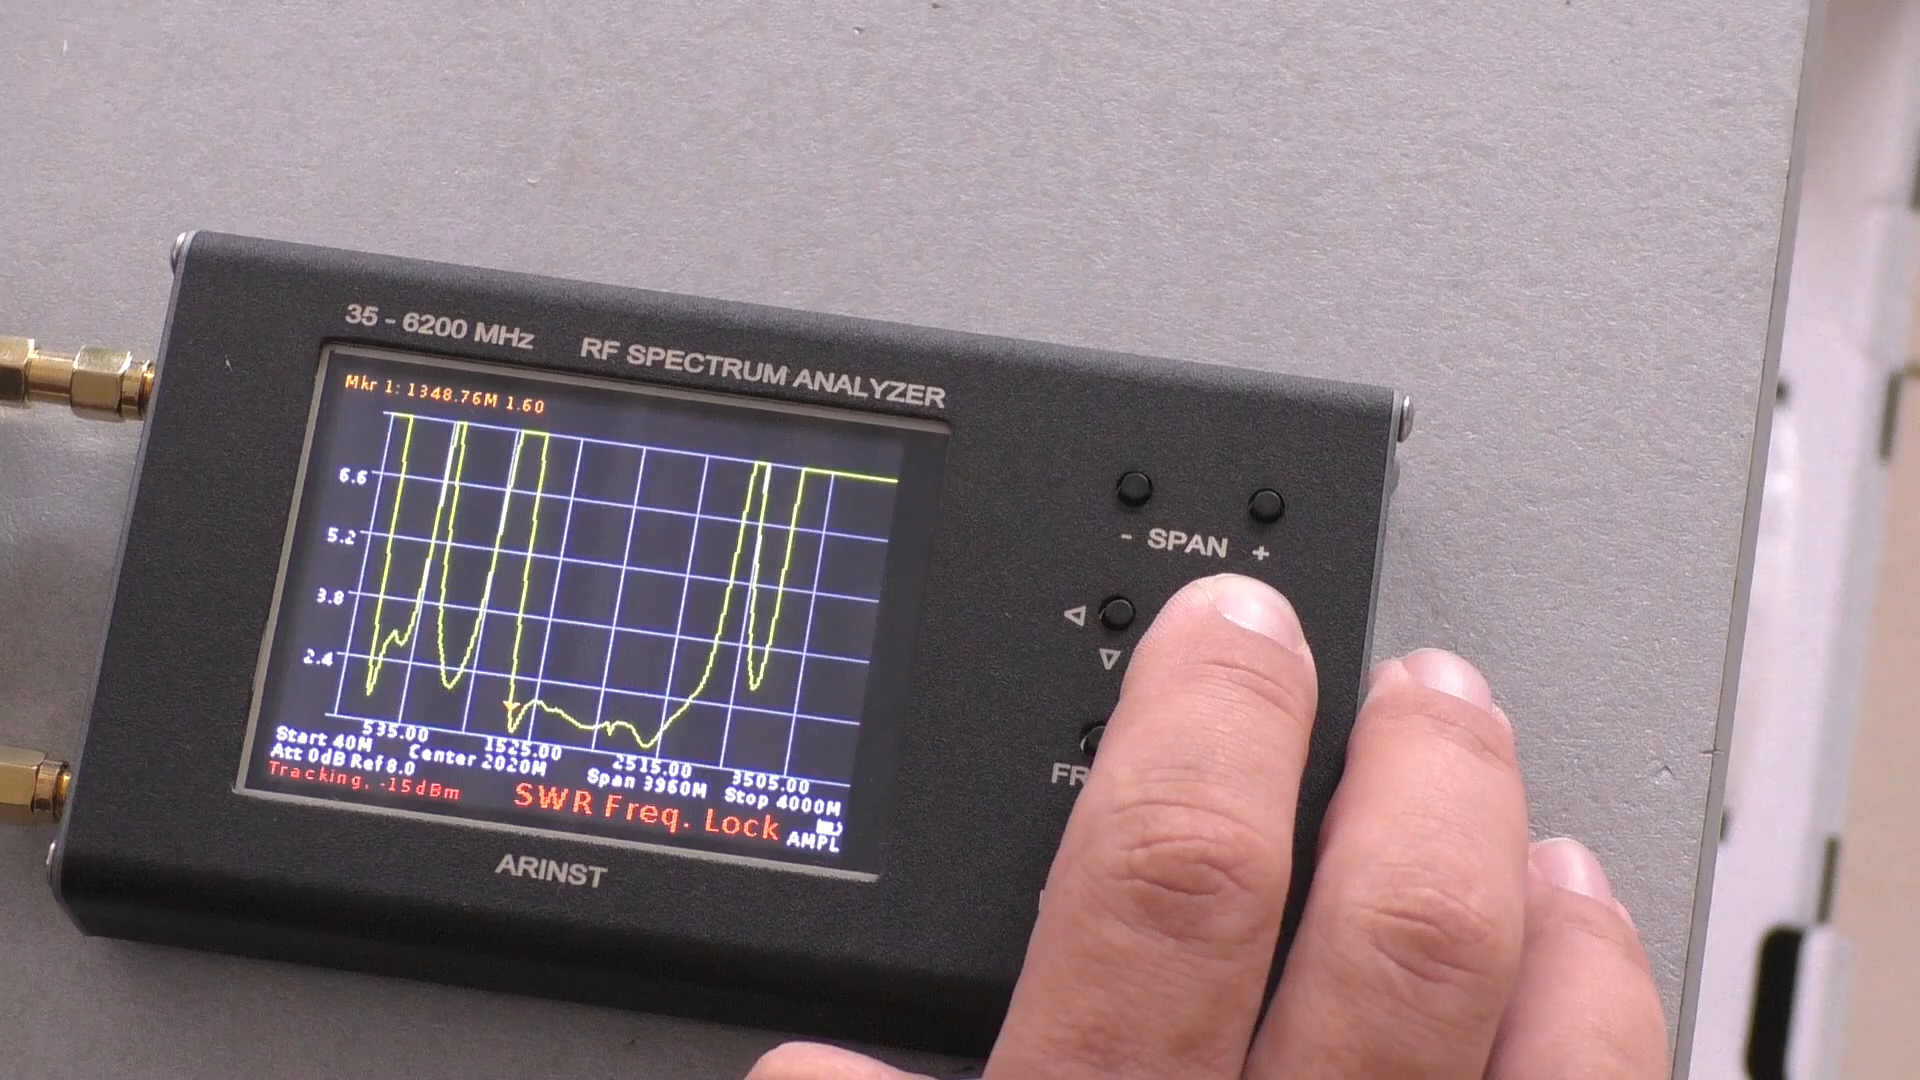 35 - 6200 MHz RF SPECTRUM ANALYZER
Mkr 1: 1348.76M 1.60
6.6
5.2
3.8
2.4
535.00 1525.00 2515.00 3505.00
Start 40M Center 2020M Span 3960M Stop 4000M
Att 0dB Ref 8.0
Tracking, -15dBm SWR Freq. Lock AMPL
ARINST
- SPAN +